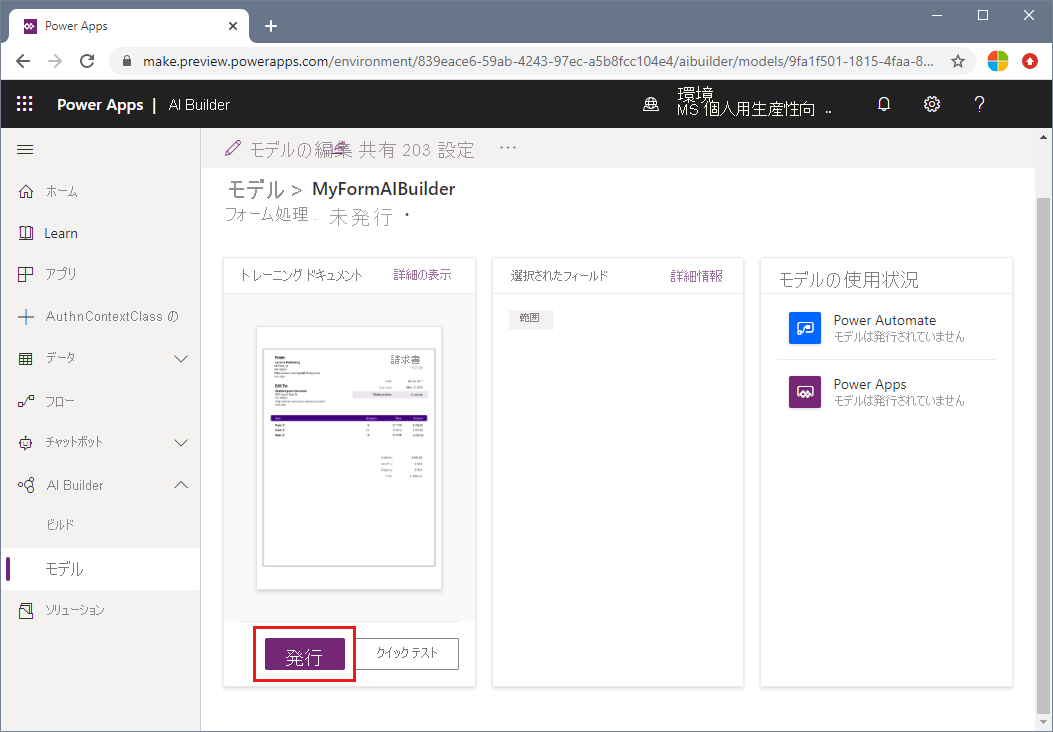 Power Apps
make.preview.powerapps.com/environment/839eace6-59ab-4243-97ec-a5b8fcc104e4/aibuilder/models/9fa1f501-1815-4faa-8...
Power Apps | AI Builder
環境
MS 個人用生産性向 ..
?
モデルの編集 共有 203 設定 ...
ホーム
Learn
アプリ
AuthnContextClass の
データ
フロー
チャットボット
AI Builder
ビルド
モデル
ソリューション
モデル > MyFormAIBuilder
フォーム処理 . 未発行 ・
トレーニング ドキュメント 詳細の表示
請求書
発行
クイック テスト
選択されたフィールド 詳細情報
範囲
モデルの使用状況
Power Automate
モデルは発行されていません
Power Apps
モデルは発行されていません